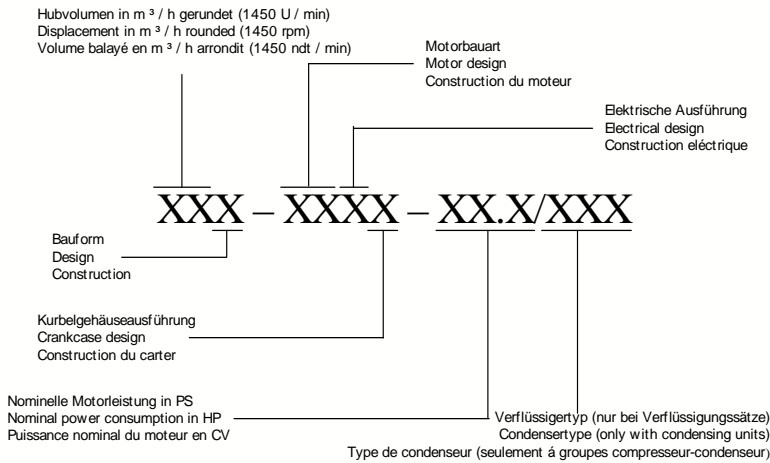 Hubvolumen in m ³ / h gerundet (1450 U / min)
Displacement in m ³ / h rounded (1450 rpm)
Volume balayé en m ³ / h arrondit (1450 ndt / min)
Motorbauart
Motor design
Construction du moteur
Elektrische Ausführung
Electrical design
Construction eléctrique
XXX – XXXX – XX.X/XXX
Bauform
Design
Construction
Kurbelgehäuseausführung
Crankcase design
Construction du carter
Nominelle Motorleistung in PS
Nominal power consumption in HP
Puissance nominal du moteur en CV
Verflüssigertyp (nur bei Verflüssigungssätze)
Condensertype (only with condensing units)
Type de condenseur (seulement á groupes compresseur-condenseur)